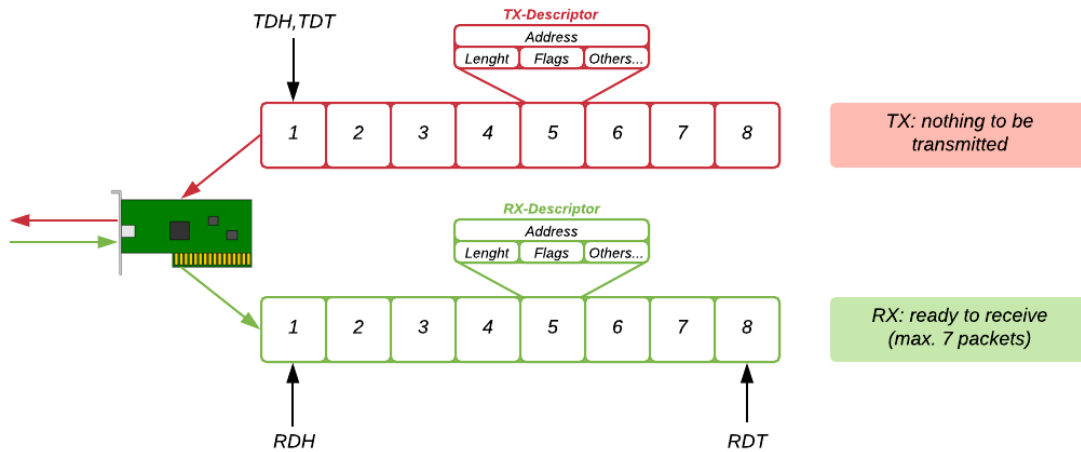 TDH,TDT
TX-Descriptor
Address
Lenght Flags Others...
1 2 3 4 5 6 7 8
TX: nothing to be
transmitted
RX-Descriptor
Address
Lenght Flags Others...
1 2 3 4 5 6 7 8
RX: ready to receive
(max. 7 packets)
RDH
RDT